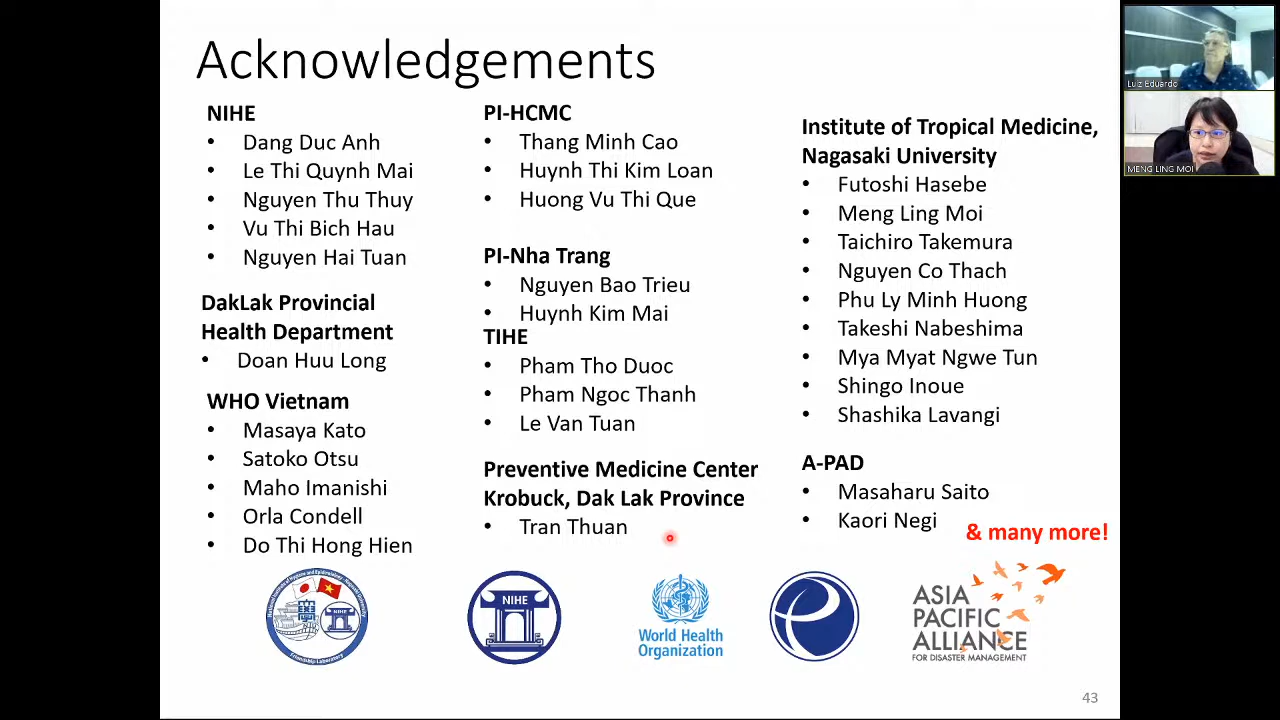 Acknowledgements
NIHE
• Dang Duc Anh
• Le Thi Quynh Mai
• Nguyen Thu Thuy
• Vu Thi Bich Hau
• Nguyen Hai Tuan
DakLak Provincial
Health Department
• Doan Huu Long
WHO Vietnam
• Masaya Kato
• Satoko Otsu
• Maho Imanishi
• Orla Condell
• Do Thi Hong Hien
PI-HCMC
• Thang Minh Cao
• Huynh Thi Kim Loan
• Huong Vu Thi Que
PI-Nha Trang
• Nguyen Bao Trieu
• Huynh Kim Mai
TIHE
• Pham Tho Duoc
• Pham Ngoc Thanh
• Le Van Tuan
Preventive Medicine Center
Krobuck, Dak Lak Province
• Tran Thuan
Institute of Tropical Medicine,
Nagasaki University
• Futoshi Hasebe
• Meng Ling Moi
• Taichiro Takemura
• Nguyen Co Thach
• Phu Ly Minh Huong
• Takeshi Nabeshima
• Mya Myat Ngwe Tun
• Shingo Inoue
• Shashika Lavangi
A-PAD
• Masaharu Saito
• Kaori Negi
& many more!
NIHE
Friendship Laboratory
NIHE
World Health
Organization
ASIA
PACIFIC
ALLIANCE
FOR DISASTER MANAGEMENT
43
Luiz Eduardo
MENG LING MOI